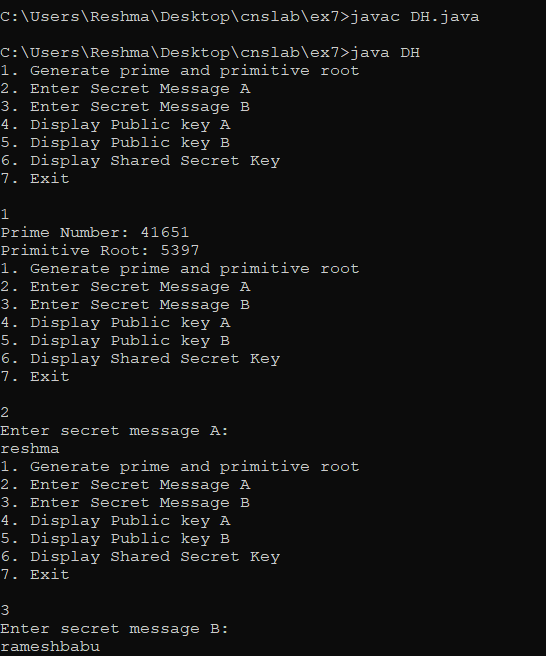 C:\Users\Reshma\Desktop\cnslab\ex7>javac DH.java
C:\Users\Reshma\Desktop\cnslab\ex7>java DH
1. Generate prime and primitive root
2. Enter Secret Message A
3. Enter Secret Message B
4. Display Public key A
5. Display Public key B
6. Display Shared Secret Key
7. Exit
1
Prime Number: 41651
Primitive Root: 5397
1. Generate prime and primitive root
2. Enter Secret Message A
3. Enter Secret Message B
4. Display Public key A
5. Display Public key B
6. Display Shared Secret Key
7. Exit
2
Enter secret message A:
reshma
1. Generate prime and primitive root
2. Enter Secret Message A
3. Enter Secret Message B
4. Display Public key A
5. Display Public key B
6. Display Shared Secret Key
7. Exit
3
Enter secret message B:
rameshbabu